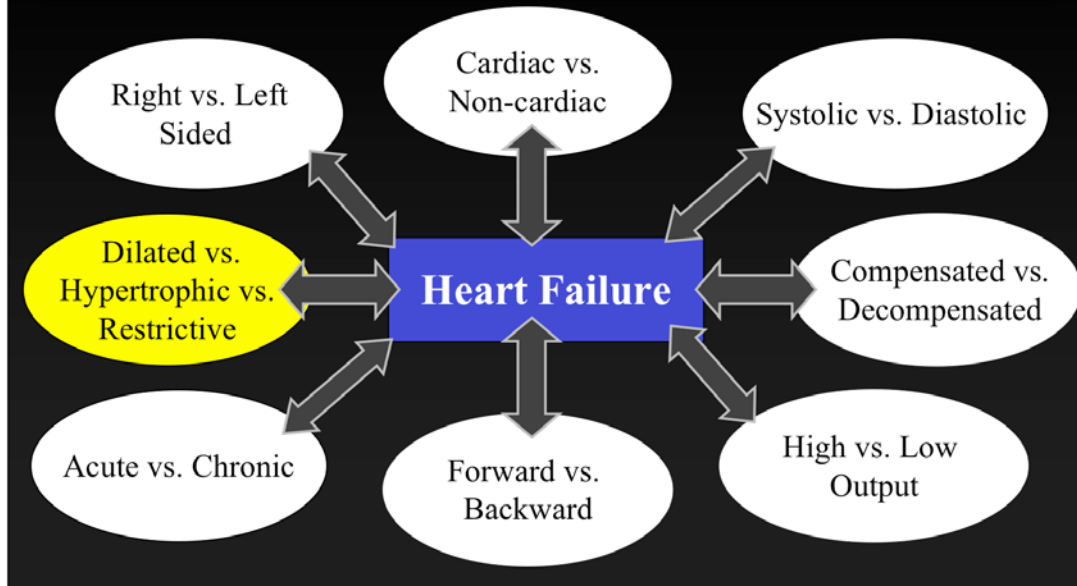 Right vs. Left
Sided
Cardiac vs.
Non-cardiac
Systolic vs. Diastolic
Dilated vs.
Hypertrophic vs.
Restrictive
Heart Failure
Compensated vs.
Decompensated
Acute vs. Chronic
Forward vs.
Backward
High vs. Low
Output